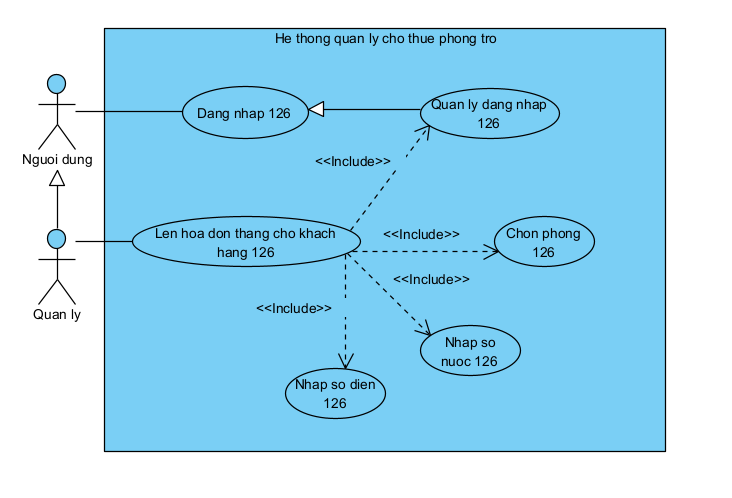 He thong quan ly cho thue phong tro
Dang nhap 126
Quan ly dang nhap
126
<<Include>>
Nguoi dung
Len hoa don thang cho khach
hang 126
<<Include>>
Chon phong
126
<<Include>>
Quan ly
<<Include>>
Nhap so
nuoc 126
Nhap so dien
126